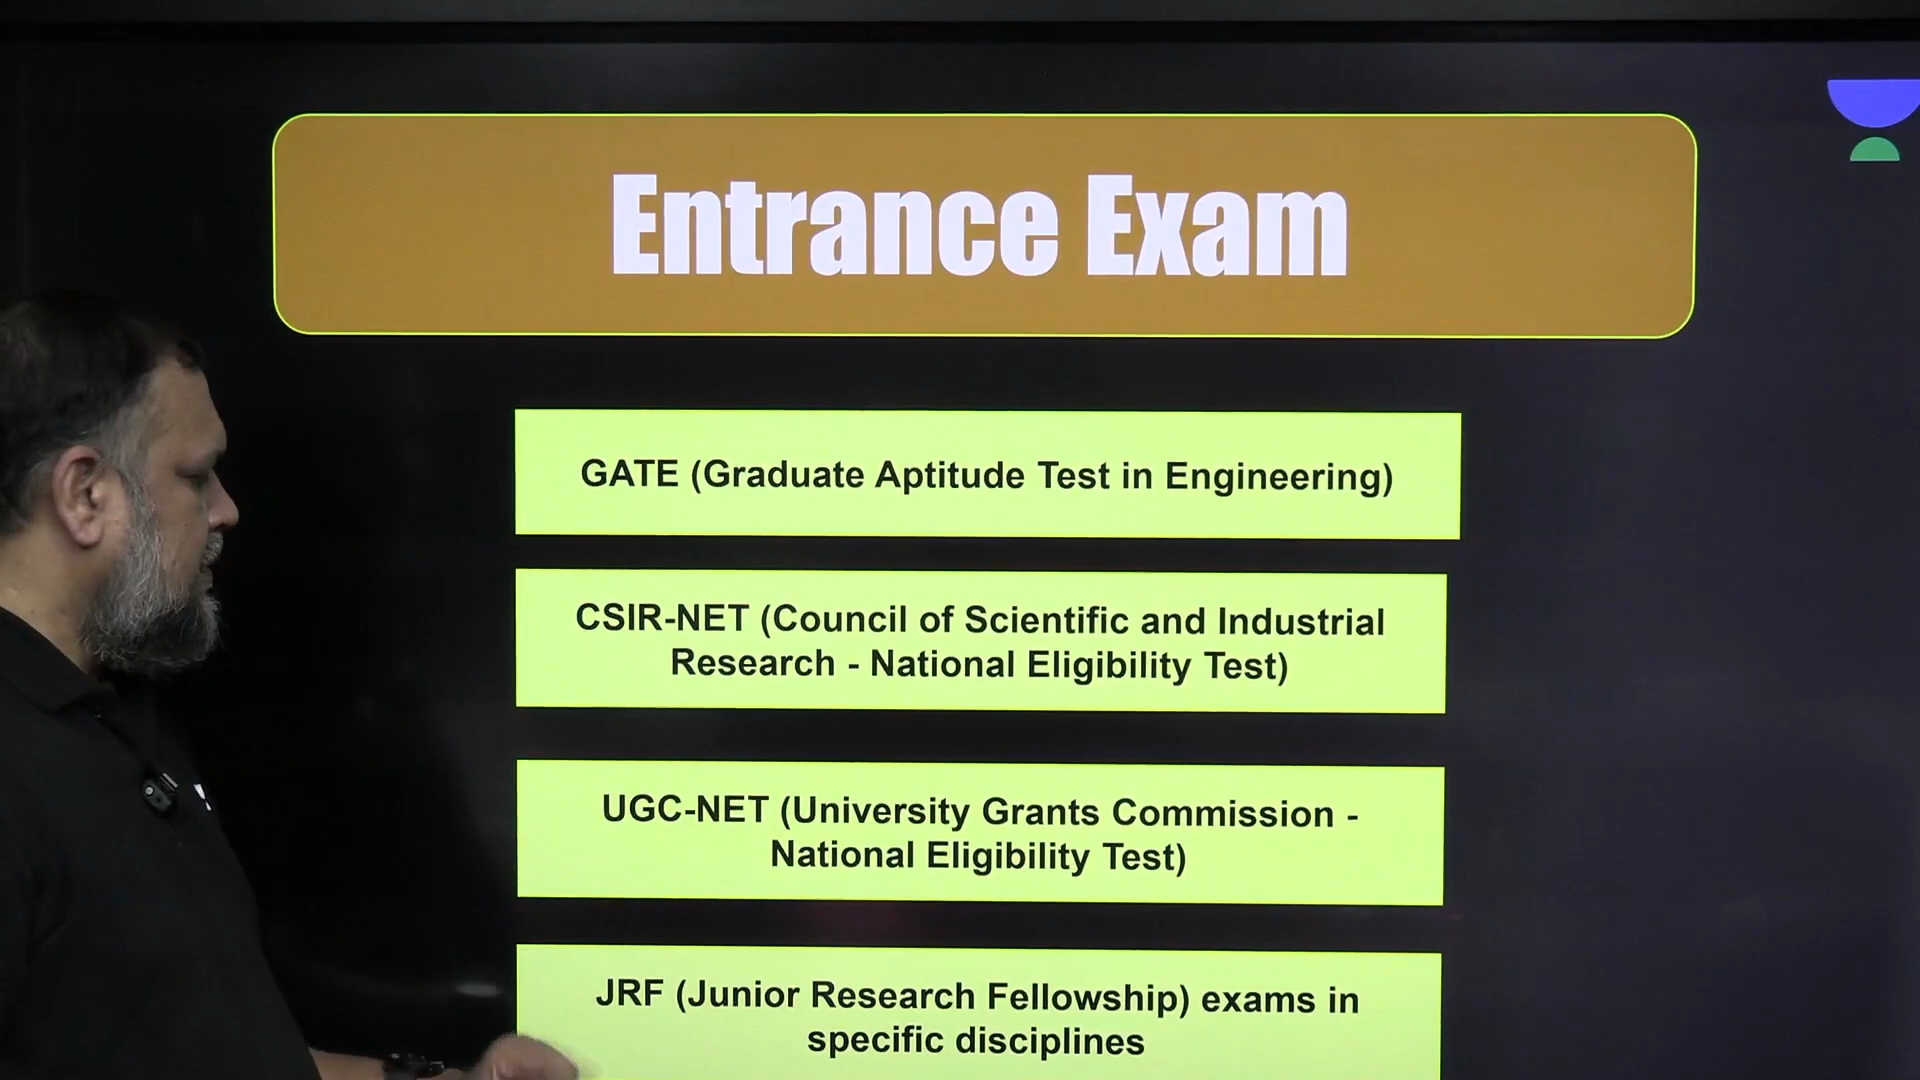 Entrance Exam
GATE (Graduate Aptitude Test in Engineering)
CSIR-NET (Council of Scientific and Industrial
Research - National Eligibility Test)
UGC-NET (University Grants Commission -
National Eligibility Test)
JRF (Junior Research Fellowship) exams in
specific disciplines